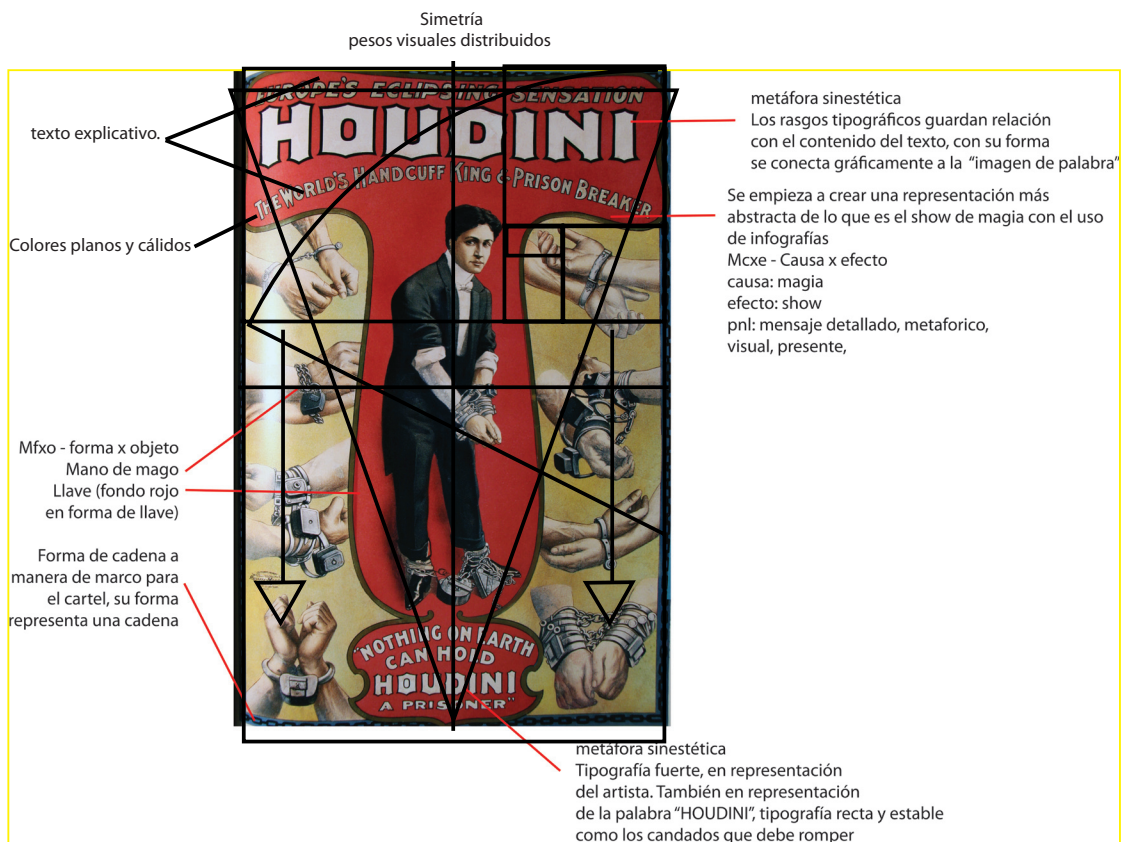 Simetría
pesos visuales distribuidos
texto explicativo.
Colores planos y cálidos
EUROPE'S ECLIPSING SENSATION
HOUDINI
THE WORLD'S HANDCUFF KING & PRISON BREAKER
"NOTHING ON EARTH
CAN HOLD
HOUDINI
A PRISONER"
metáfora sinestética
Los rasgos tipográficos guardan relación
con el contenido del texto, con su forma
se conecta gráficamente a la “imagen de palabra”
Se empieza a crear una representación más
abstracta de lo que es el show de magia con el uso
de infografías
Mcxe - Causa x efecto
causa: magia
efecto: show
pnl: mensaje detallado, metaforico,
visual, presente,
Mfxo - forma x objeto
Mano de mago
Llave (fondo rojo
en forma de llave)
Forma de cadena a
manera de marco para
el cartel, su forma
representa una cadena
metáfora sinestética
Tipografía fuerte, en representación
del artista. También en representación
de la palabra “HOUDINI”, tipografía recta y estable
como los candados que debe romper